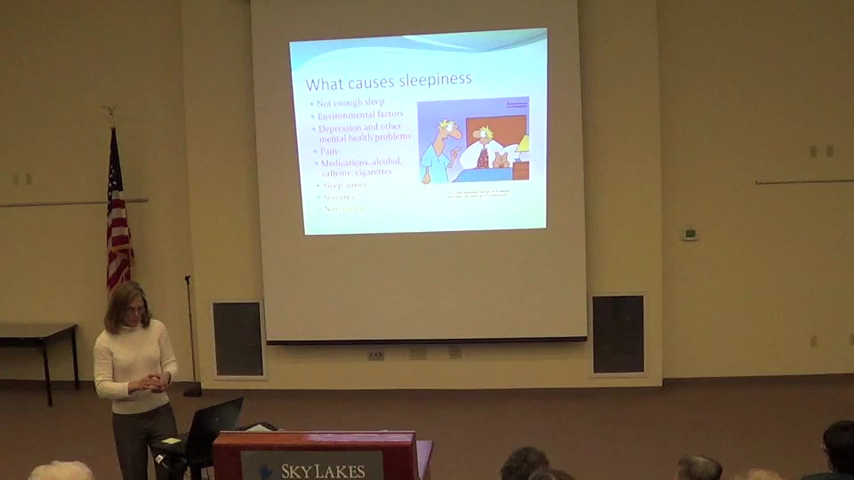 What causes sleepiness
Not enough sleep
Environmental factors
Depression and other
mental health problems
Pain
Medications, alcohol,
caffeine, cigarettes
Sleep apnea
SKY LAKES